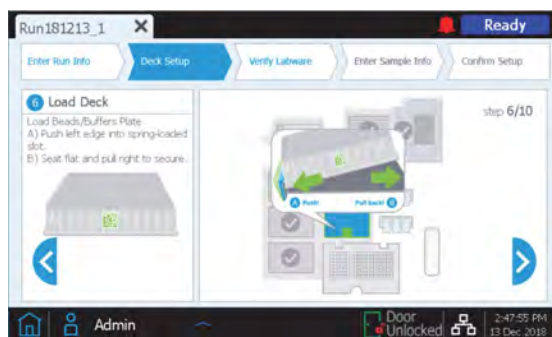 Run181213_1
Ready
Enter Run Info
Deck Setup
Verify Labware
Enter Sample Info
Confirm Setup
6 Load Deck
Load Beads/Buffers Plate
A) Push left edge into spring-loaded
slot.
B) Seat flat and pull right to secure.
step 6/10
A Push!
Pull back! B
Admin
Door
Unlocked
2:47:55 PM
13 Dec 2018